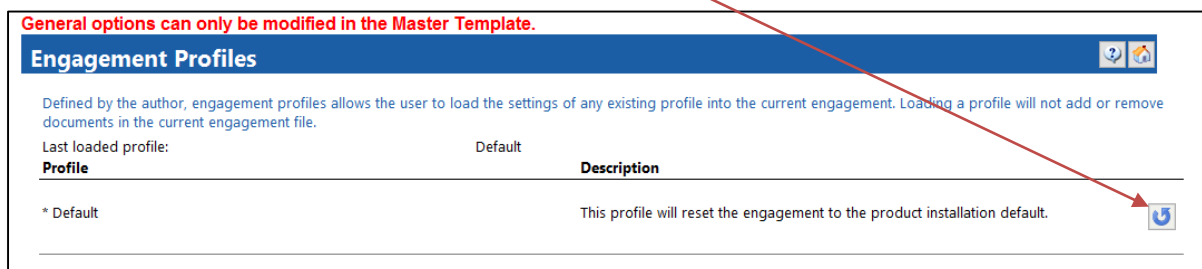 General options can only be modified in the Master Template.
Engagement Profiles
Defined by the author, engagement profiles allows the user to load the settings of any existing profile into the current engagement. Loading a profile will not add or remove
documents in the current engagement file.
Last loaded profile: Default
Profile Description
* Default This profile will reset the engagement to the product installation default.